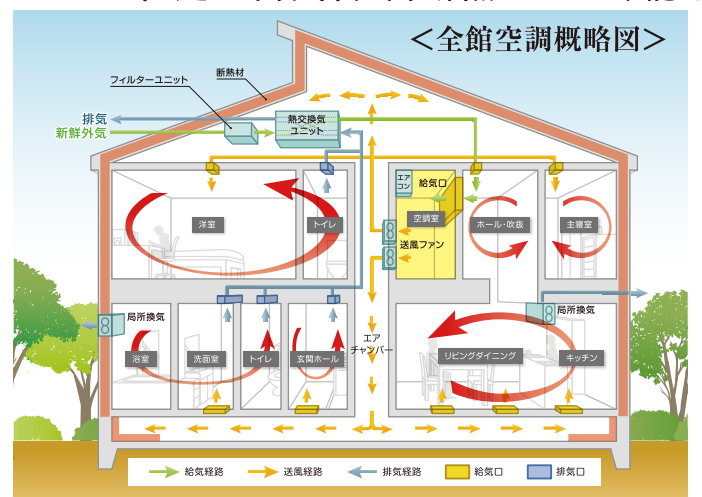 ＜全館空調概略図＞
フィルターユニット
断熱材
排気
新鮮外気
熱交換気
ユニット
エア
コン
給気口
空調室
送風ファン
洋室
トイレ
ホール・吹抜
主寝室
局所換気
局所換気
浴室
洗面室
トイレ
玄関ホール
エア
チャンバー
リビングダイニング
キッチン
給気経路
送風経路
排気経路
給気口
排気口